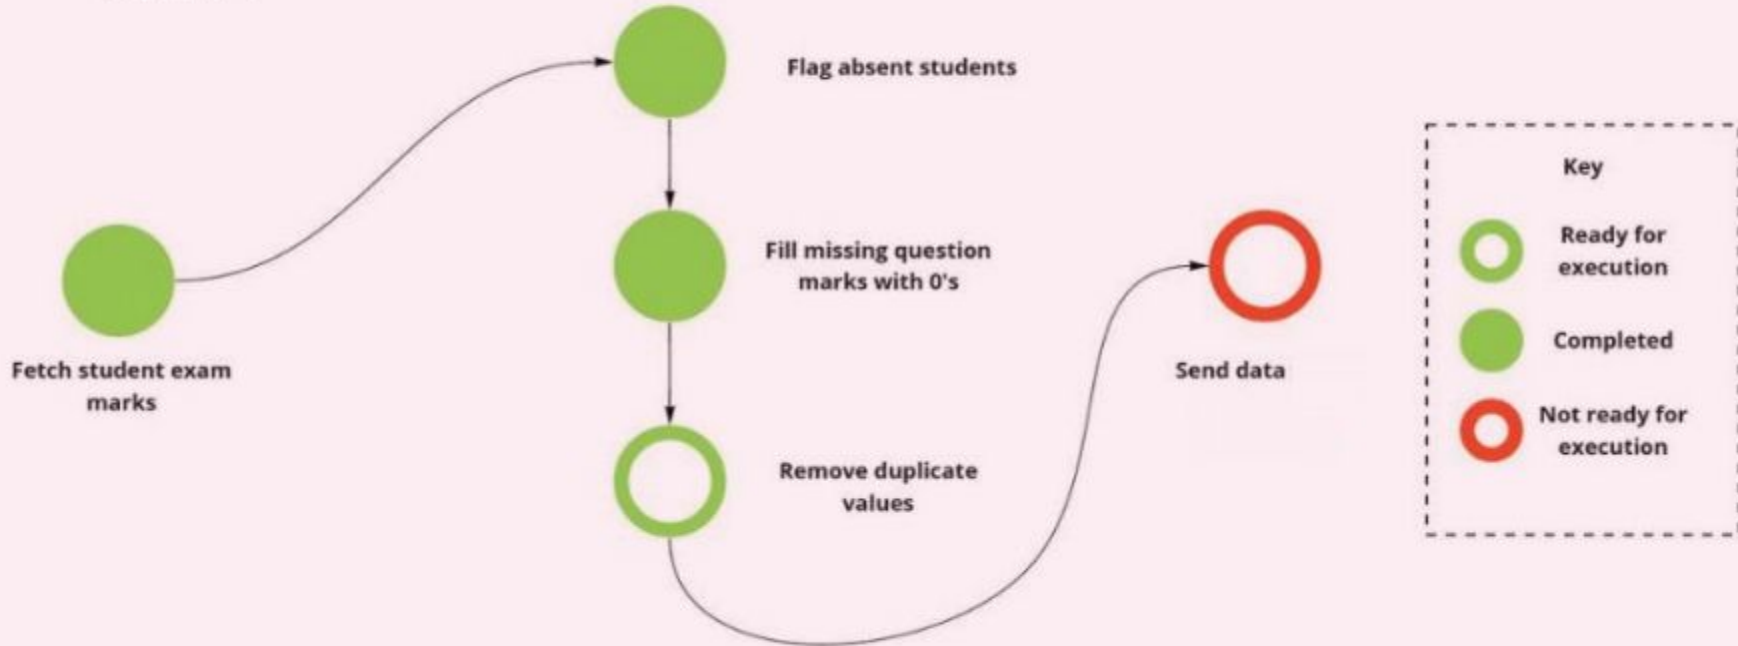 Flag absent students
Fill missing question
marks with 0's
Fetch student exam
marks
Remove duplicate
values
Send data
Key
Ready for
execution
Completed
Not ready for
execution